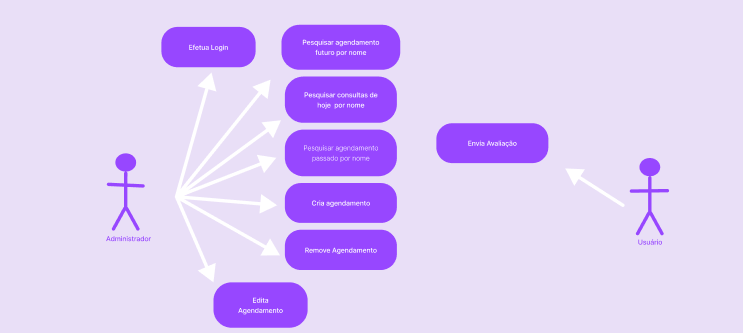 Efetua Login
Pesquisar agendamento
futuro por nome
Pesquisar consultas de
hoje por nome
Pesquisar agendamento
passado por nome
Cria agendamento
Remove Agendamento
Edita
Agendamento
Administrador
Envia Avaliação
Usuário